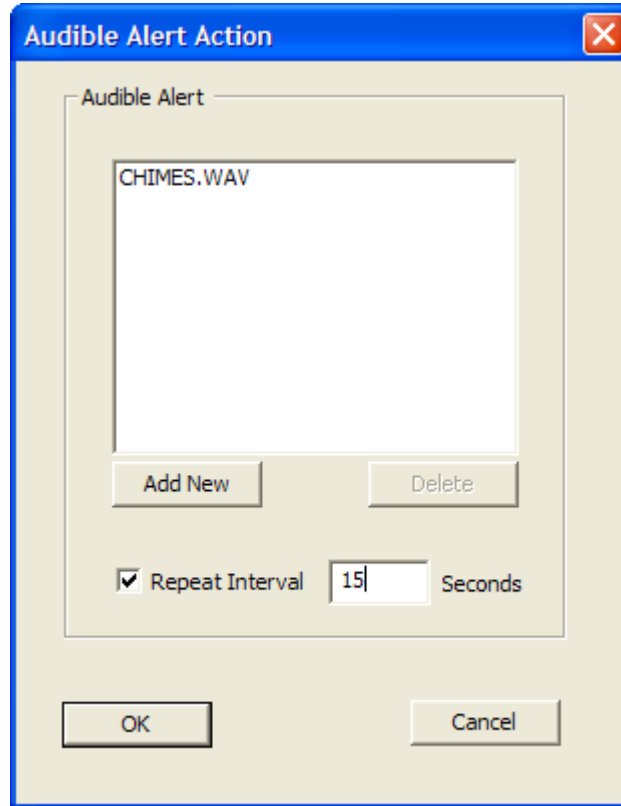 Audible Alert Action
Audible Alert
CHIMES.WAV
Add New Delete
Repeat Interval 15 Seconds
OK Cancel